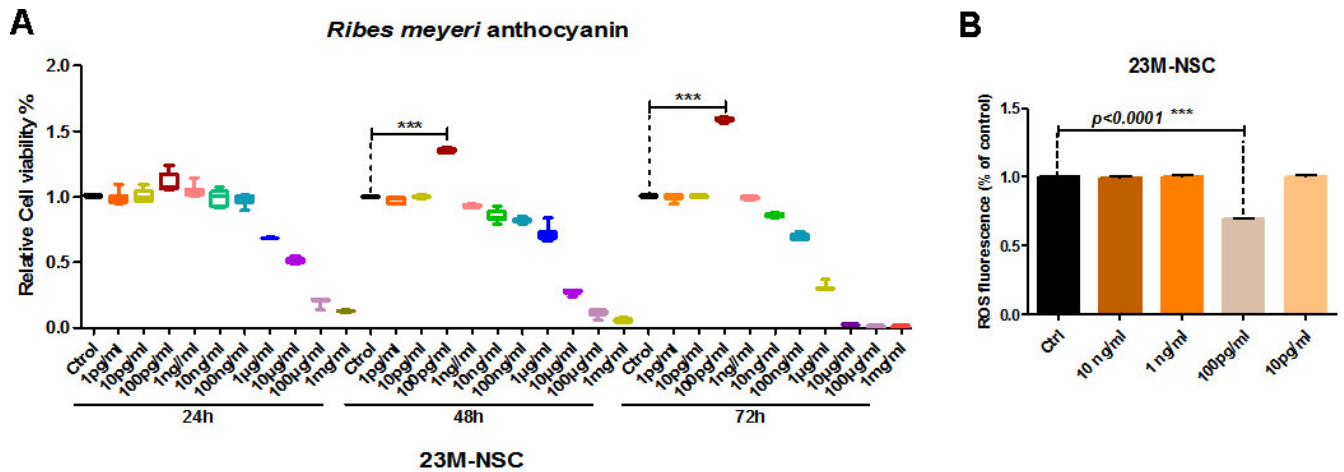 A
Ribes meyeri anthocyanin
Relative Cell viability %
2.0
1.5
1.0
0.5
0.0
***
***
Ctrol
1pg/ml
10pg/ml
100pg/ml
1ng//ml
10ng/ml
100ng/ml
1µg/ml
10µg/ml
100µg/ml
1mg/ml
Ctrol
1pg/ml
10pg/ml
100pg/ml
1ng//ml
10ng/ml
100ng/ml
1µg/ml
10µg/ml
100µg/ml
1mg/ml
Ctrol
1pg/ml
10pg/ml
100pg/ml
1ng//ml
10ng/ml
100ng/ml
1µg/ml
10µg/ml
100µg/ml
1mg/ml
24h
48h
72h
23M-NSC
B
23M-NSC
ROS fluorescence (% of control)
1.5
1.0
0.5
0.0
p<0.0001 ***
Ctrl
10 ng/ml
1 ng/ml
100pg/ml
10pg/ml